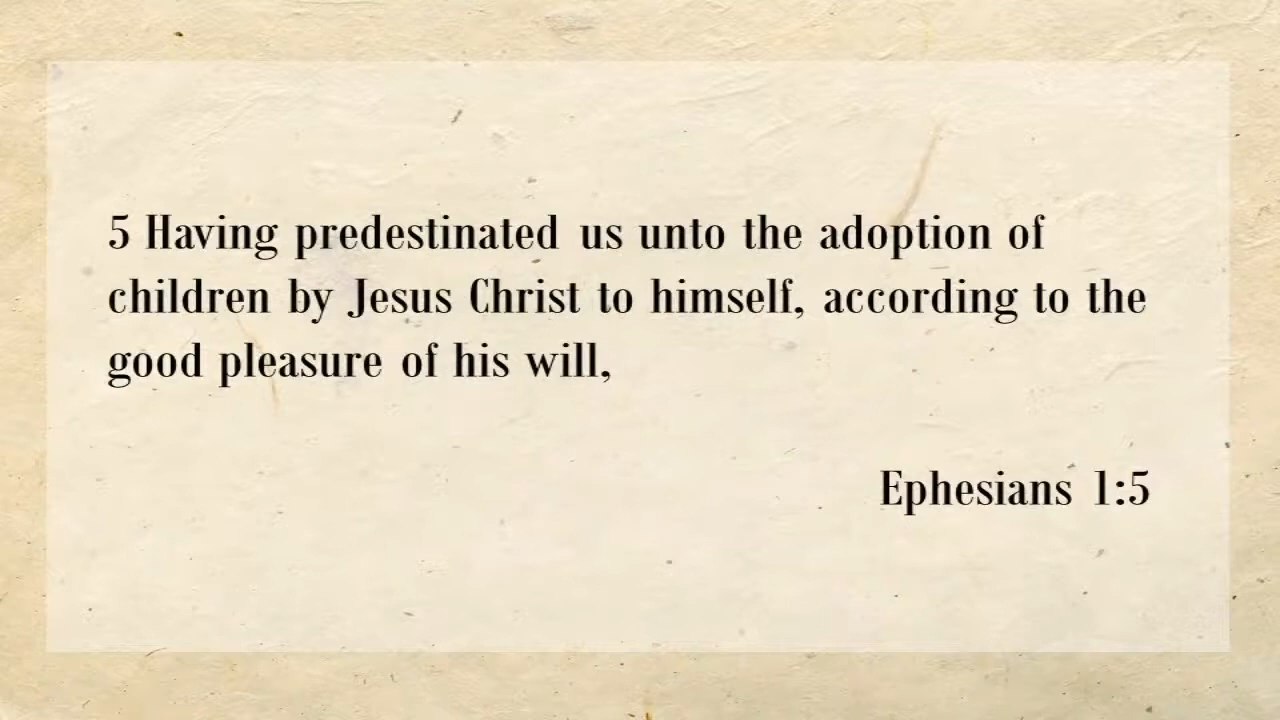 5 Having predestinated us unto the adoption of
children by Jesus Christ to himself, according to the
good pleasure of his will,
Ephesians 1:5